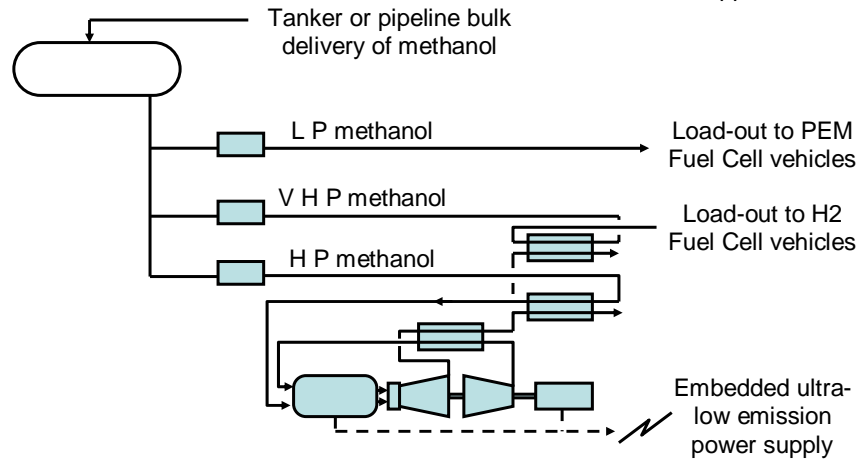 Tanker or pipeline bulk
delivery of methanol
L P methanol
Load-out to PEM
Fuel Cell vehicles
V H P methanol
Load-out to H2
Fuel Cell vehicles
H P methanol
Embedded ultra-
low emission
power supply